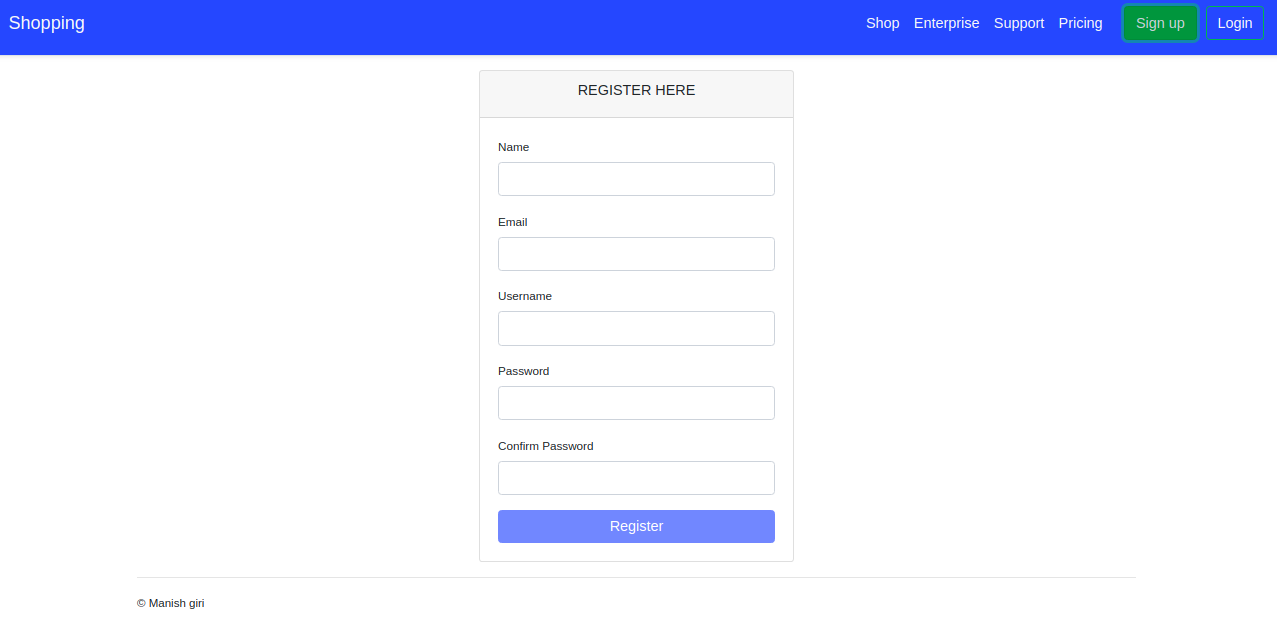 Shopping
Shop Enterprise Support Pricing Sign up Login
REGISTER HERE
Name
Email
Username
Password
Confirm Password
Register
© Manish giri